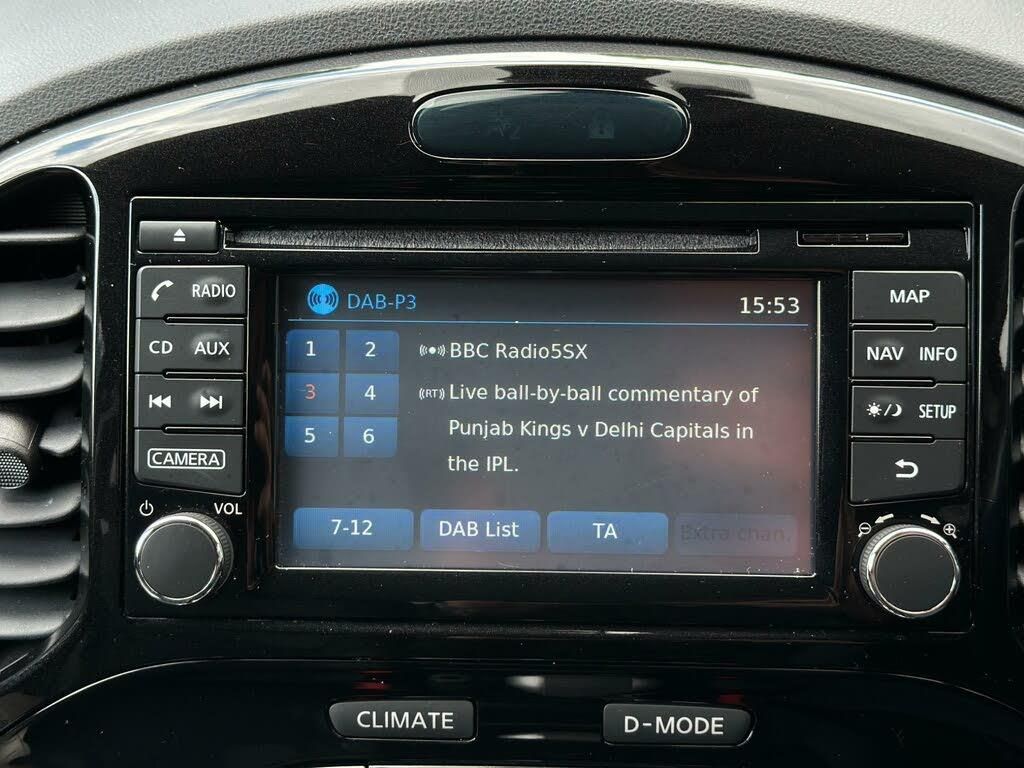 RADIO
CD AUX
CAMERA
VOL
DAB-P3 15:53
1 2
3 4
5 6
BBC Radio5SX
(RT) Live ball-by-ball commentary of
Punjab Kings v Delhi Capitals in
the IPL.
7-12 DAB List TA Extra chan.
MAP
NAV INFO
SETUP
CLIMATE D-MODE